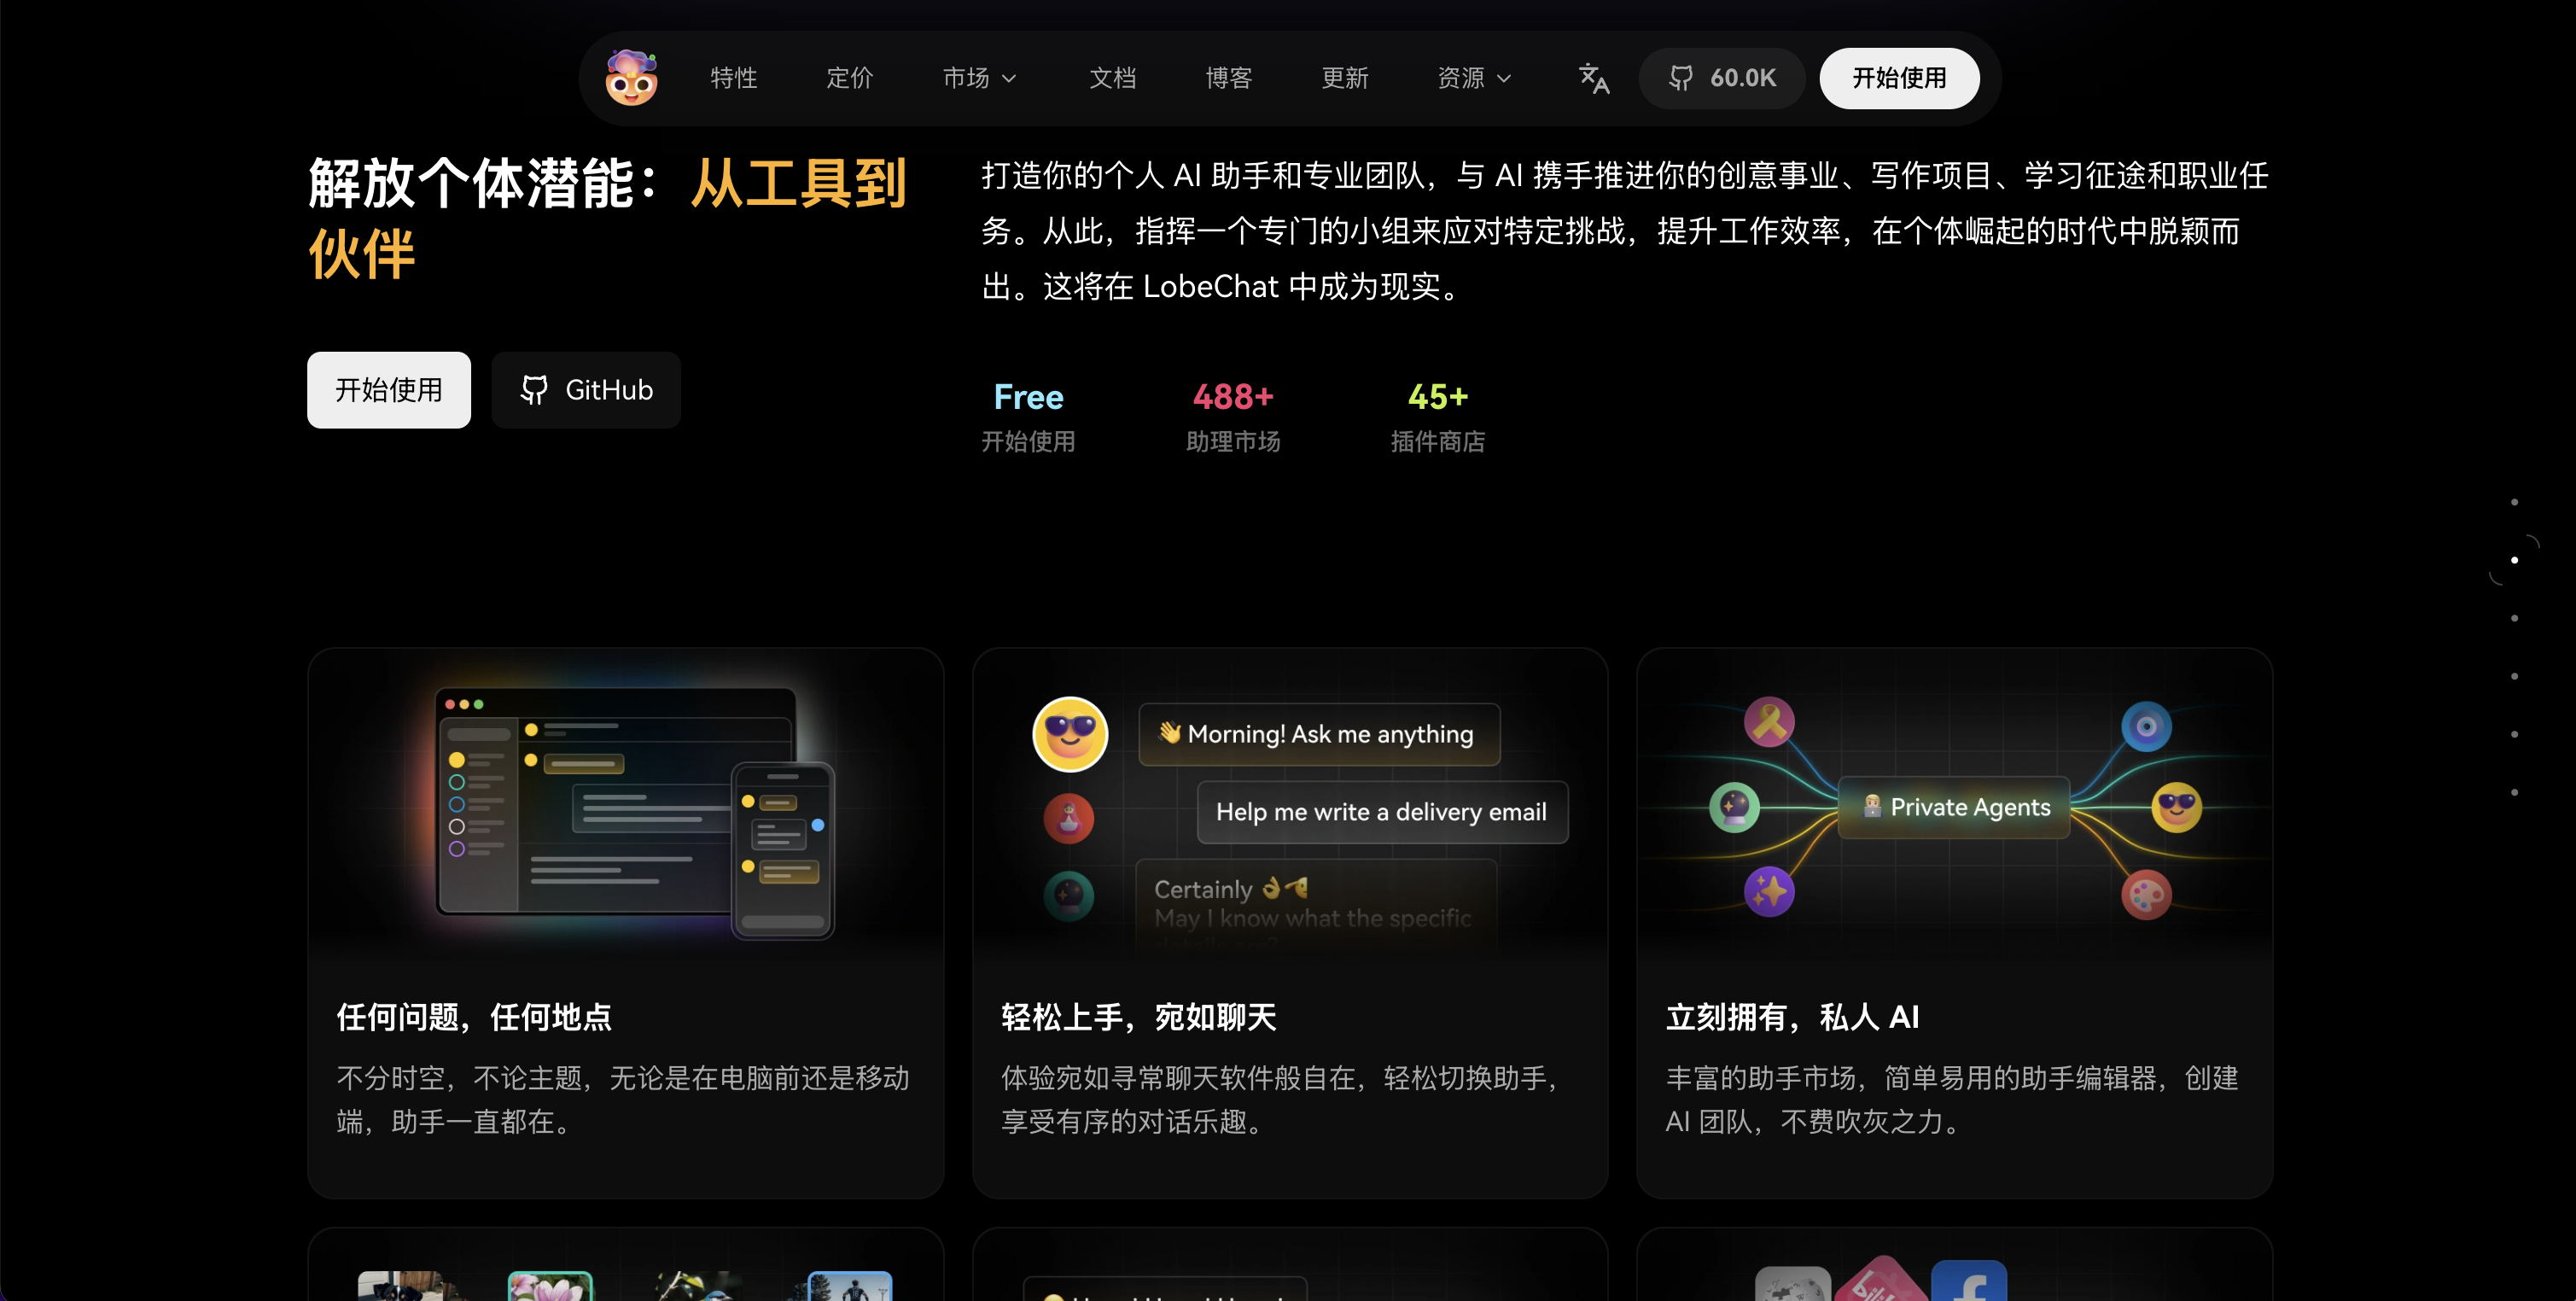 特性
定价
市场
文档
博客
更新
资源
60.0K
开始使用
解放个体潜能：从工具到
伙伴
打造你的个人 AI 助手和专业团队，与 AI 携手推进你的创意事业、写作项目、学习征途和职业任
务。从此，指挥一个专门的小组来应对特定挑战，提升工作效率，在个体崛起的时代中脱颖而
出。这将在 LobeChat 中成为现实。
开始使用
GitHub
Free
开始使用
488+
助理市场
45+
插件商店
👋 Morning! Ask me anything
Help me write a delivery email
Certainly 👌🫡
May I know what the specific
Private Agents
任何问题，任何地点
不分时空，不论主题，无论是在电脑前还是移动
端，助手一直都在。
轻松上手，宛如聊天
体验宛如寻常聊天软件般自在，轻松切换助手，
享受有序的对话乐趣。
立刻拥有，私人 AI
丰富的助手市场，简单易用的助手编辑器，创建
AI 团队，不费吹灰之力。